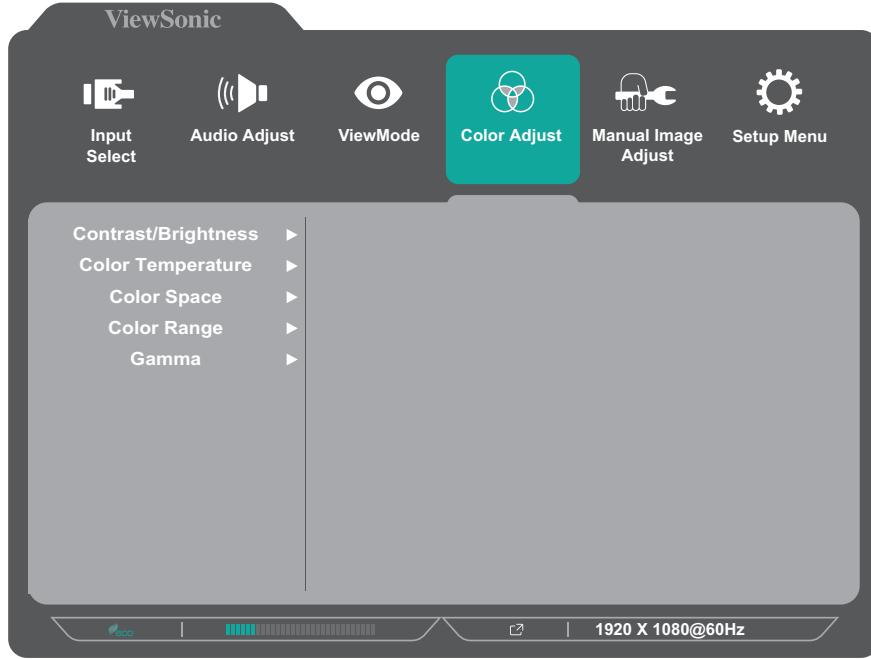 ViewSonic
Input
Select
Audio Adjust
ViewMode
Color Adjust
Manual Image
Adjust
Setup Menu
Contrast/Brightness
Color Temperature
Color Space
Color Range
Gamma
eco
1920 X 1080@60Hz